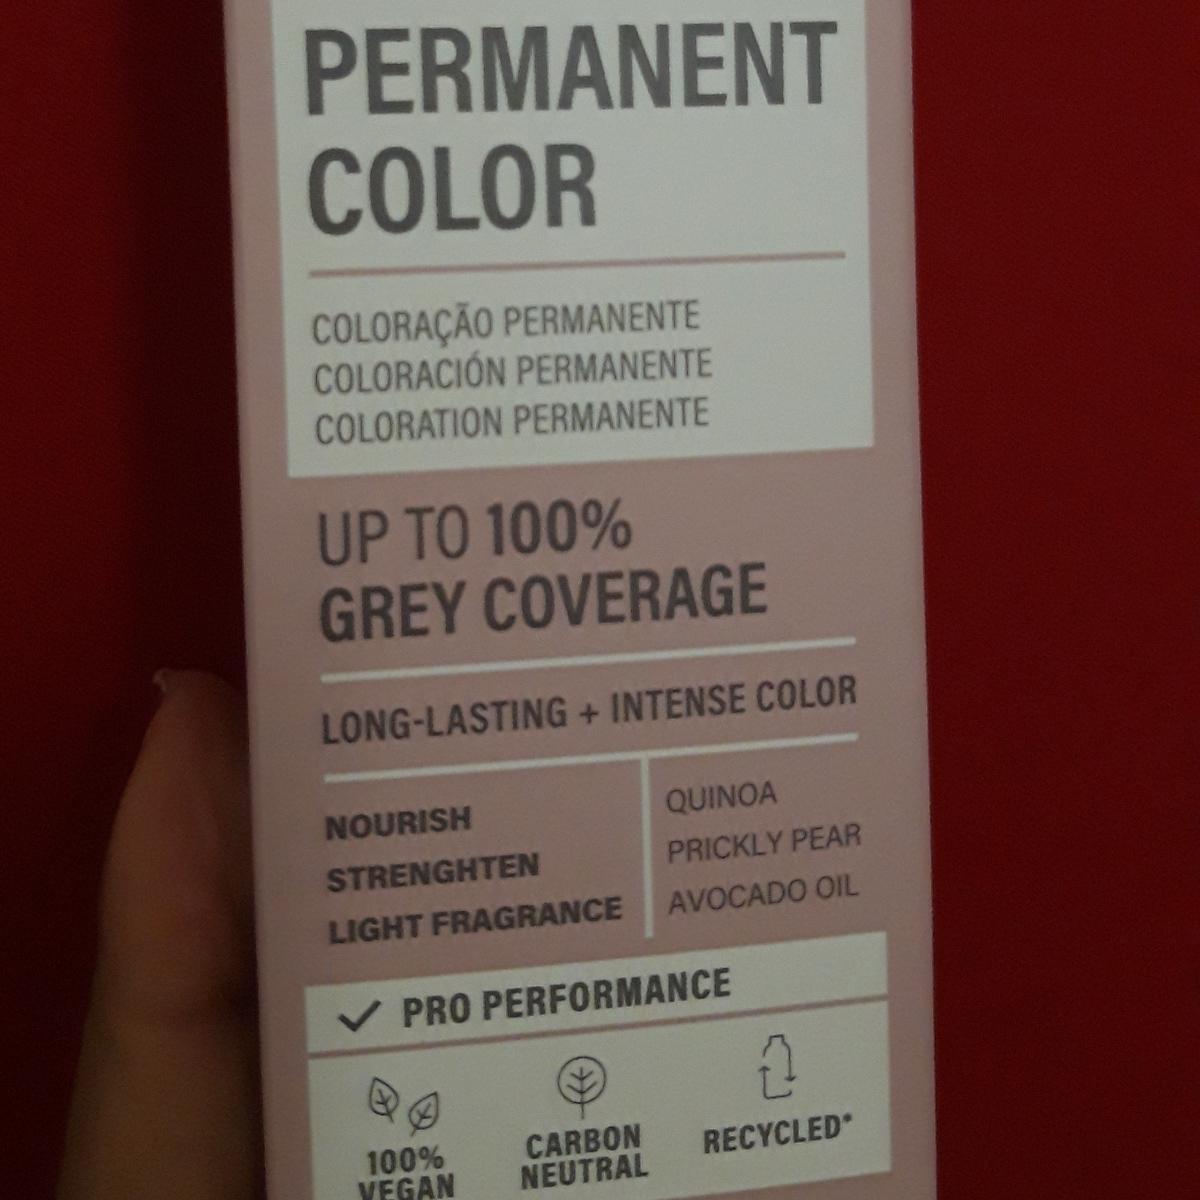 PERMANENT
COLOR
COLORAÇÃO PERMANENTE
COLORACIÓN PERMANENTE
COLORATION PERMANENTE
UP TO 100%
GREY COVERAGE
LONG-LASTING + INTENSE COLOR
NOURISH
STRENGHTEN
LIGHT FRAGRANCE
QUINOA
PRICKLY PEAR
AVOCADO OIL
PRO PERFORMANCE
100%
VEGAN
CARBON
NEUTRAL
RECYCLED*